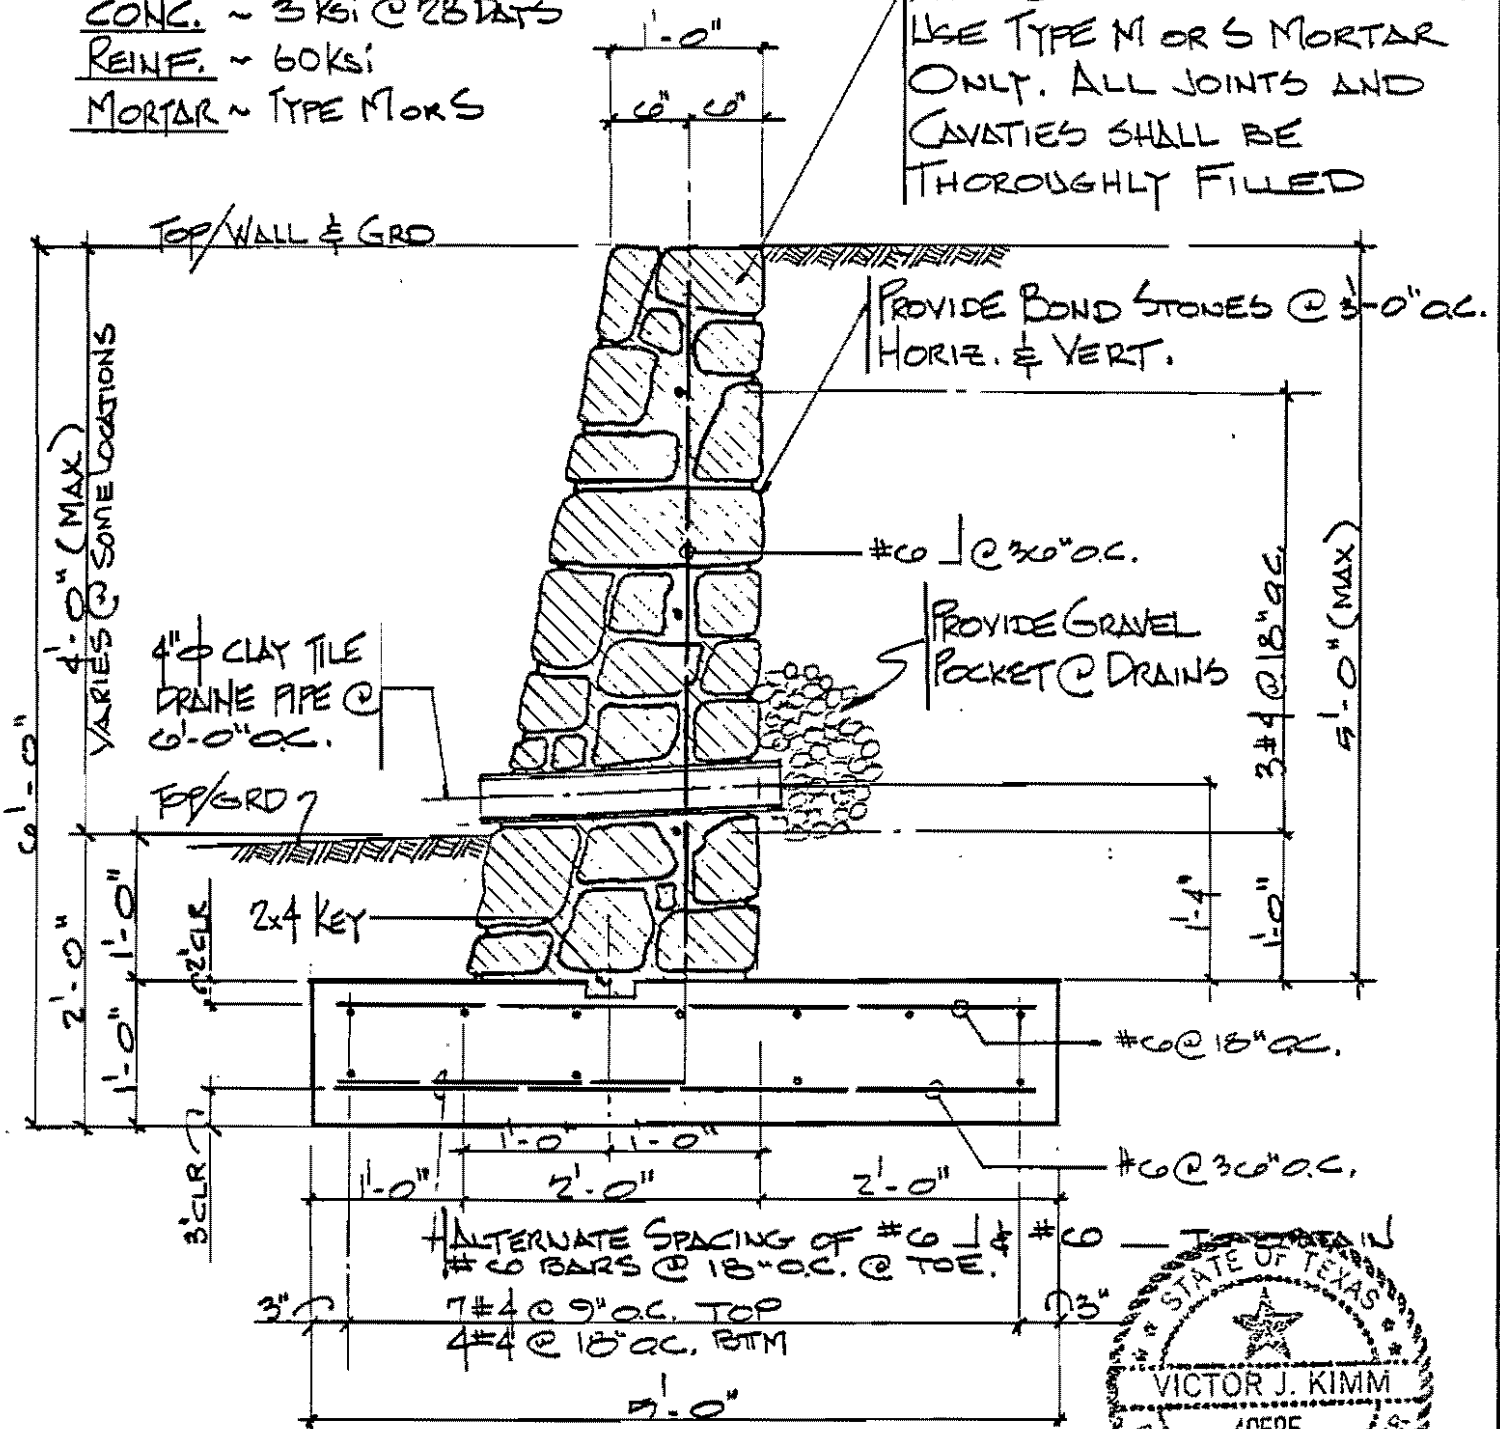 CONC. ~ 3 KSi @ 28 DAYS
REINF. ~ 60 KSi
MORTAR ~ TYPE M OR S
1'-0"
6" 6"
USE TYPE M OR S MORTAR
ONLY. ALL JOINTS AND
CAVATIES SHALL BE
THOROUGHLY FILLED
TOP/WALL & GRD
PROVIDE BOND STONES @ 3'-0" O.C.
HORIZ. & VERT.
4'-0" (MAX)
VARIES @ SOME LOCATIONS
#6 @ 36" O.C.
PROVIDE GRAVEL
POCKET @ DRAINS
3#4 @ 18" O.C.
5'-0" (MAX)
4"Φ CLAY TILE
DRAINE PIPE @
6'-0" O.C.
6'-0"
TOP/GRD
2x4 KEY
2'-0"
1'-0"
2" CLR
1'-4"
1'-0"
1'-0"
#6 @ 18" O.C.
3" CLR
1'-0" 1'-0"
#6 @ 36" O.C.
1'-0" 2'-0" 2'-0"
ALTERNATE SPACING OF #6 & #6
#6 BARS @ 18" O.C. @ TOE.
3" 7#4 @ 9" O.C. TOP 3"
4#4 @ 18" O.C. BTM
5'-0"
STATE OF TEXAS
VICTOR J. KIMM